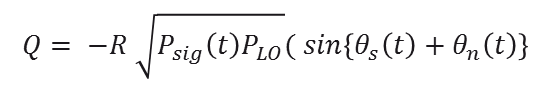 Q = −R √P_sig(t)P_LO ( sin{θ_s(t) + θ_n(t)}